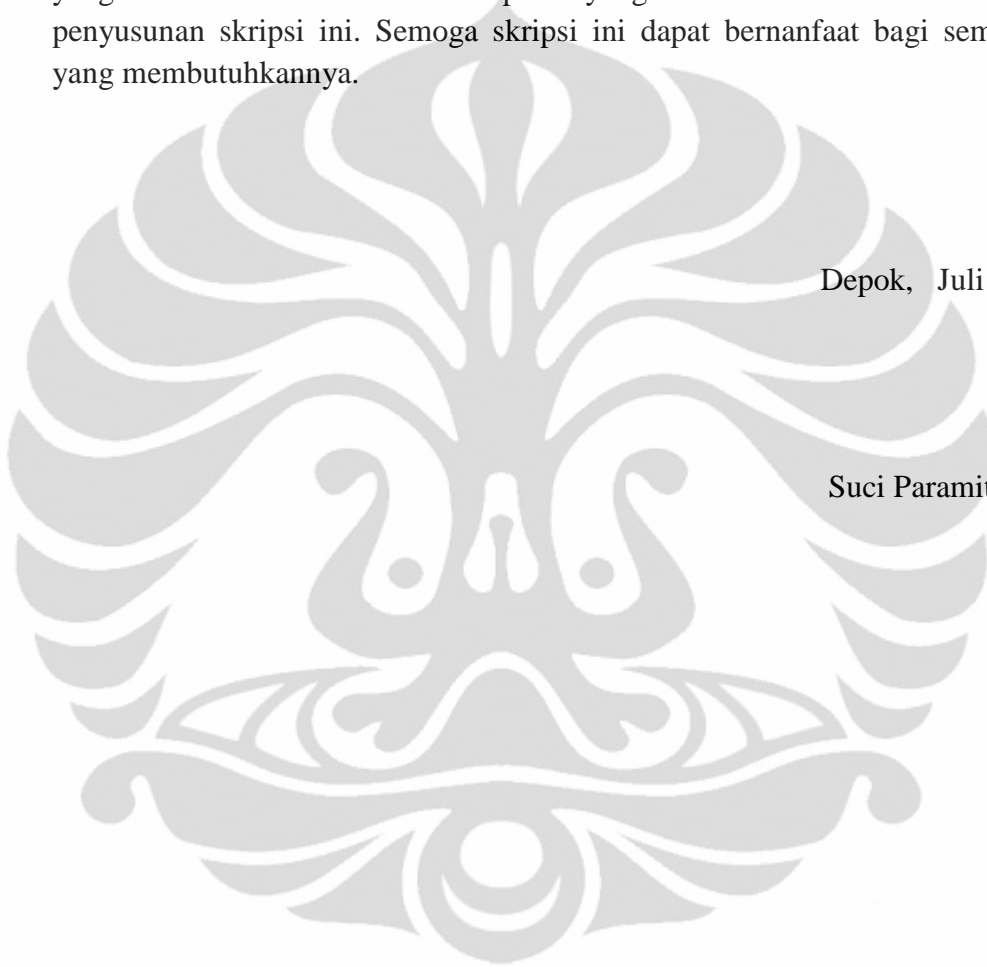 penyusunan skripsi ini. Semoga skripsi ini dapat bernanfaat bagi sem
yang membutuhkannya.
Depok, Juli
Suci Paramit